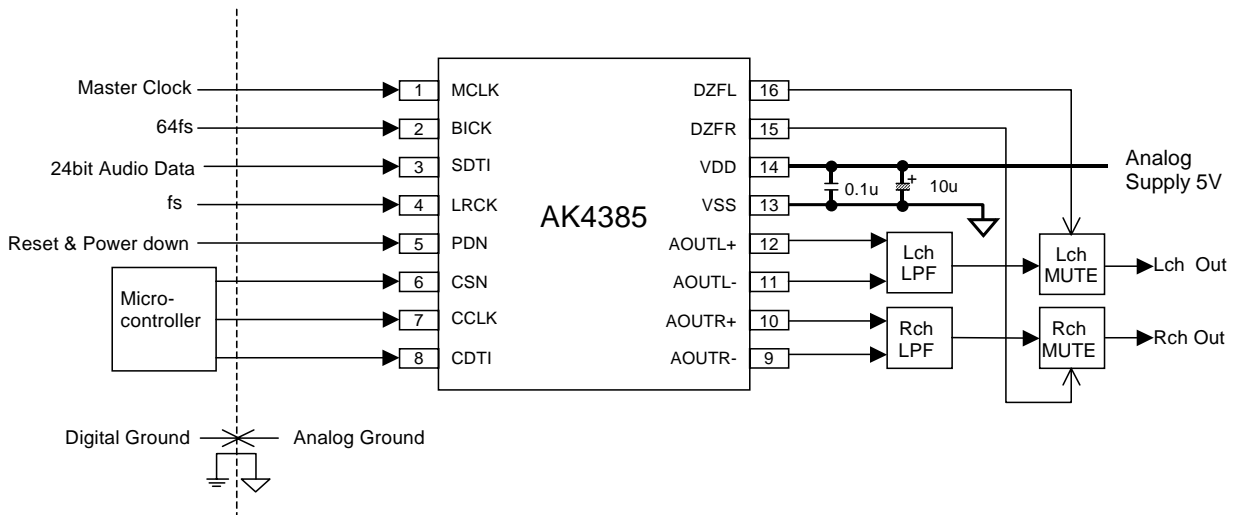 Master Clock
1
MCLK
64fs
2
BICK
24bit Audio Data
3
SDTI
fs
4
LRCK
Reset & Power down
5
PDN
Micro-
controller
6
CSN
7
CCLK
8
CDTI
AK4385
DZFL
16
DZFR
15
VDD
14
VSS
13
AOUTL+
12
AOUTL-
11
AOUTR+
10
AOUTR-
9
0.1u
+
10u
Analog
Supply 5V
Lch
LPF
Lch
MUTE
Lch Out
Rch
LPF
Rch
MUTE
Rch Out
Digital Ground
Analog Ground